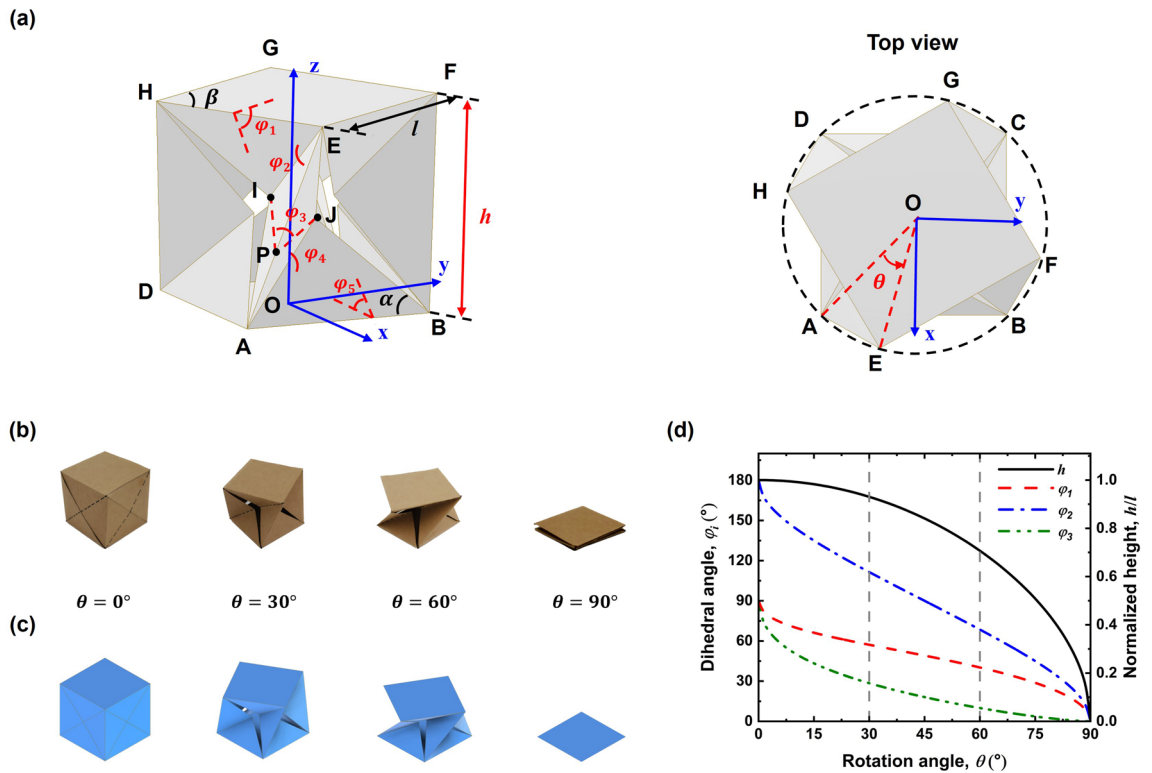 (a)
Top view
G
z
F
H
β
φ₁
E
l
φ₂
I
φ₃
J
h
P
φ₄
y
D
φ₅
α
O
B
A
x
G
D
C
H
O
y
θ
F
A
x
B
E
(b)
θ = 0°
θ = 30°
θ = 60°
θ = 90°
(c)
(d)
h
φ₁
φ₂
φ₃
180
150
120
90
60
30
0
Dihedral angle, φᵢ (°)
1.0
0.8
0.6
0.4
0.2
0.0
Normalized height, h/l
0 15 30 45 60 75 90
Rotation angle, θ (°)